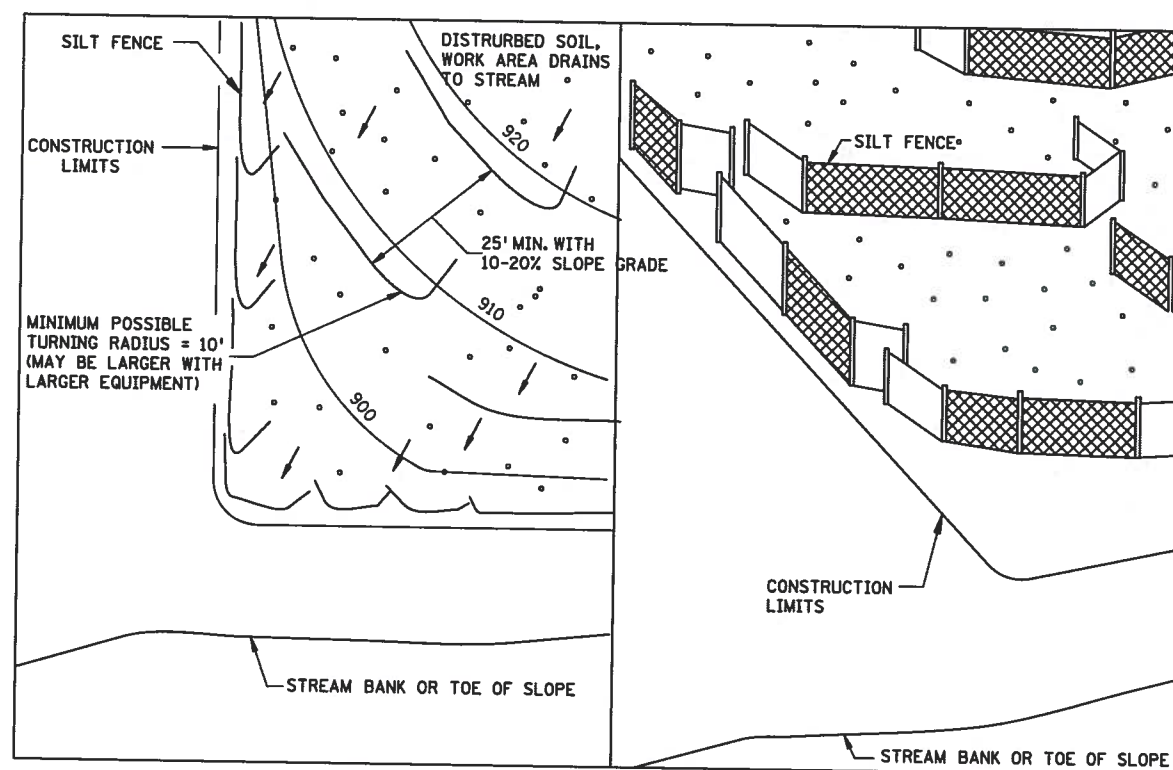 SILT FENCE
DISTRURBED SOIL,
WORK AREA DRAINS
TO STREAM
CONSTRUCTION
LIMITS
920
25' MIN. WITH
10-20% SLOPE GRADE
910
MINIMUM POSSIBLE
TURNING RADIUS = 10'
(MAY BE LARGER WITH
LARGER EQUIPMENT)
900
STREAM BANK OR TOE OF SLOPE
SILT FENCE
CONSTRUCTION
LIMITS
STREAM BANK OR TOE OF SLOPE